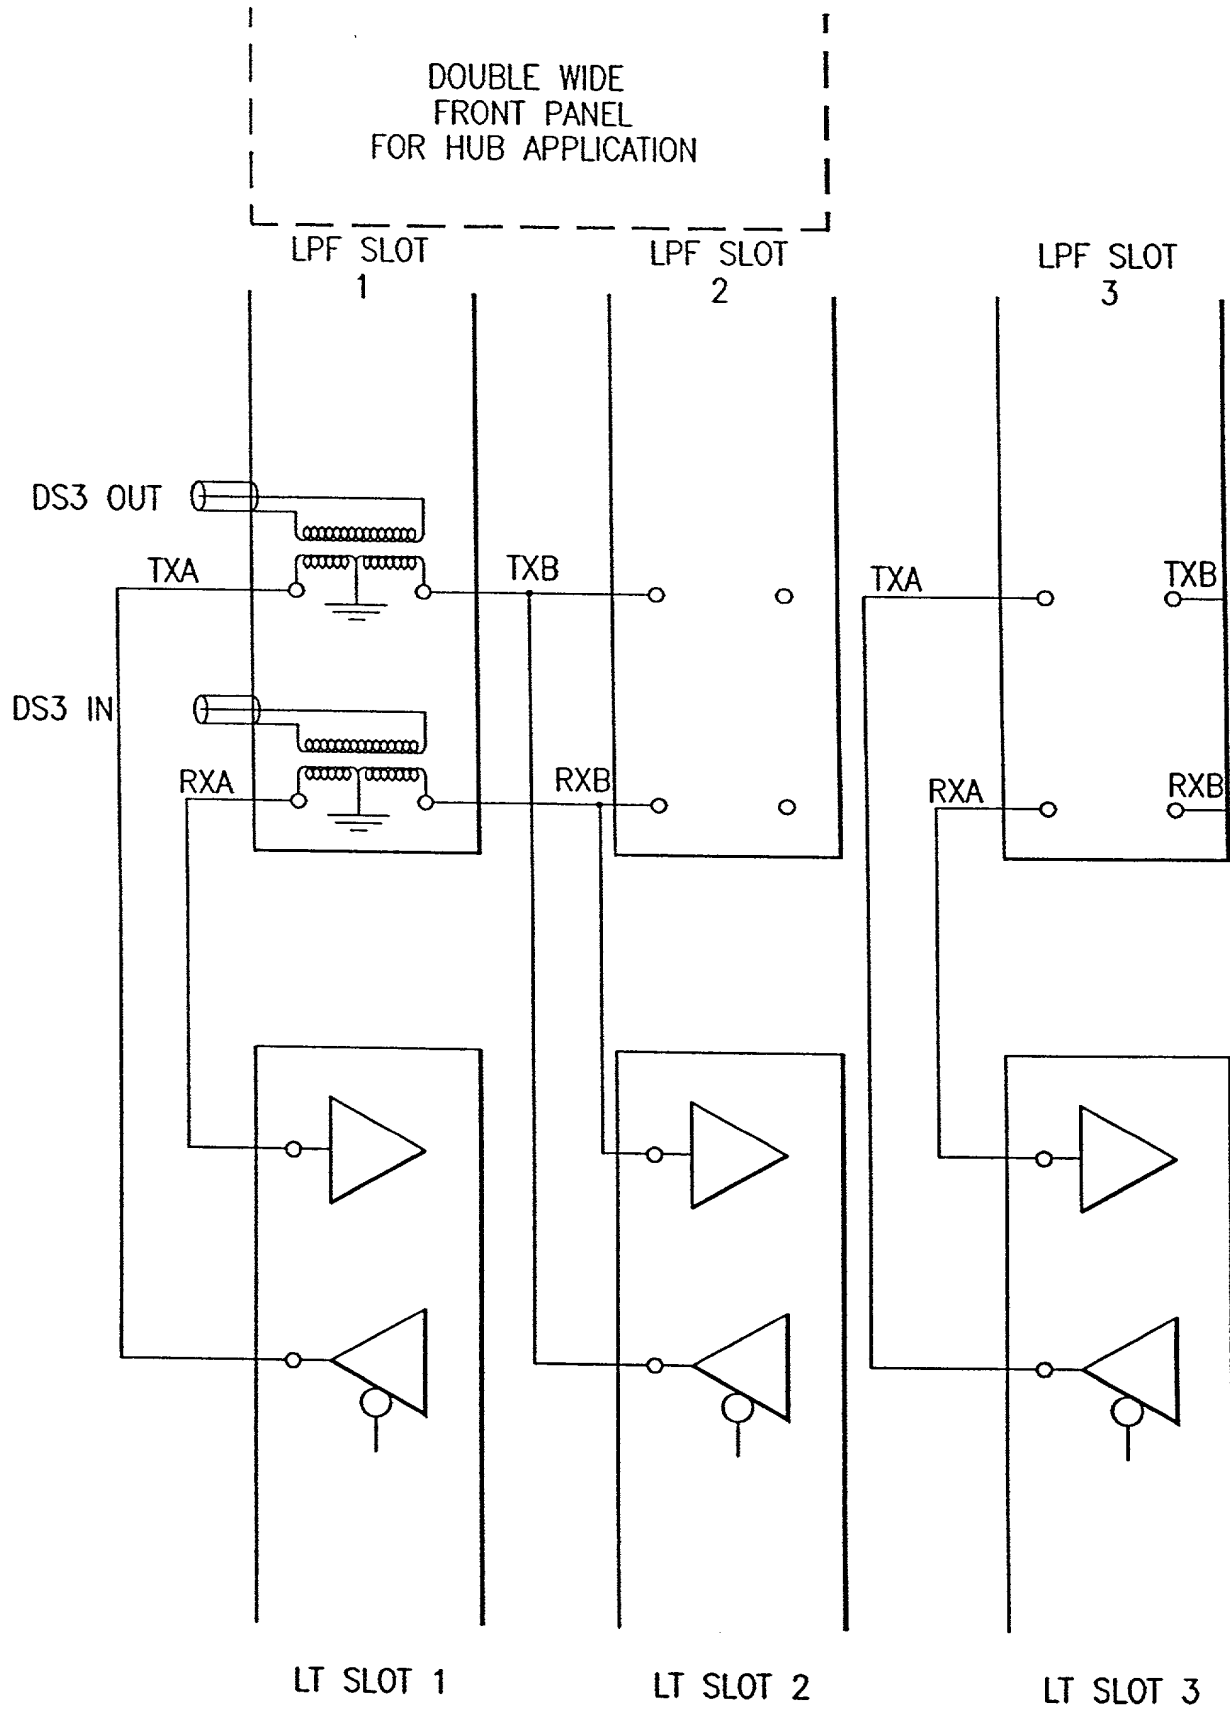 DOUBLE WIDE
FRONT PANEL
FOR HUB APPLICATION
LPF SLOT
1
LPF SLOT
2
LPF SLOT
3
DS3 OUT
TXA
TXB
TXA
TXB
DS3 IN
RXA
RXB
RXA
RXB
LT SLOT 1
LT SLOT 2
LT SLOT 3